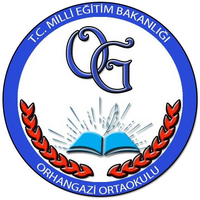 T.C. MİLLİ EĞİTİM BAKANLIĞI
OG
ORHANGAZİ ORTAOKULU